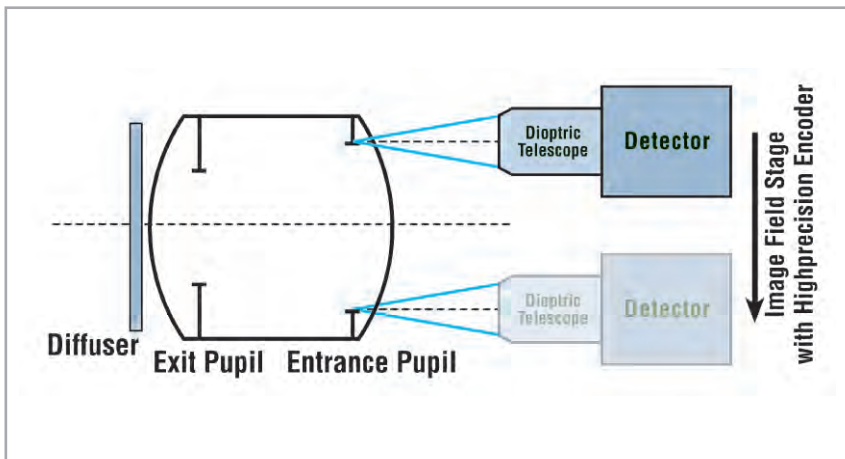 Dioptric
Telescope
Detector
Image Field Stage
with Highprecision Encoder
Dioptric
Telescope
Detector
Diffuser
Exit Pupil
Entrance Pupil